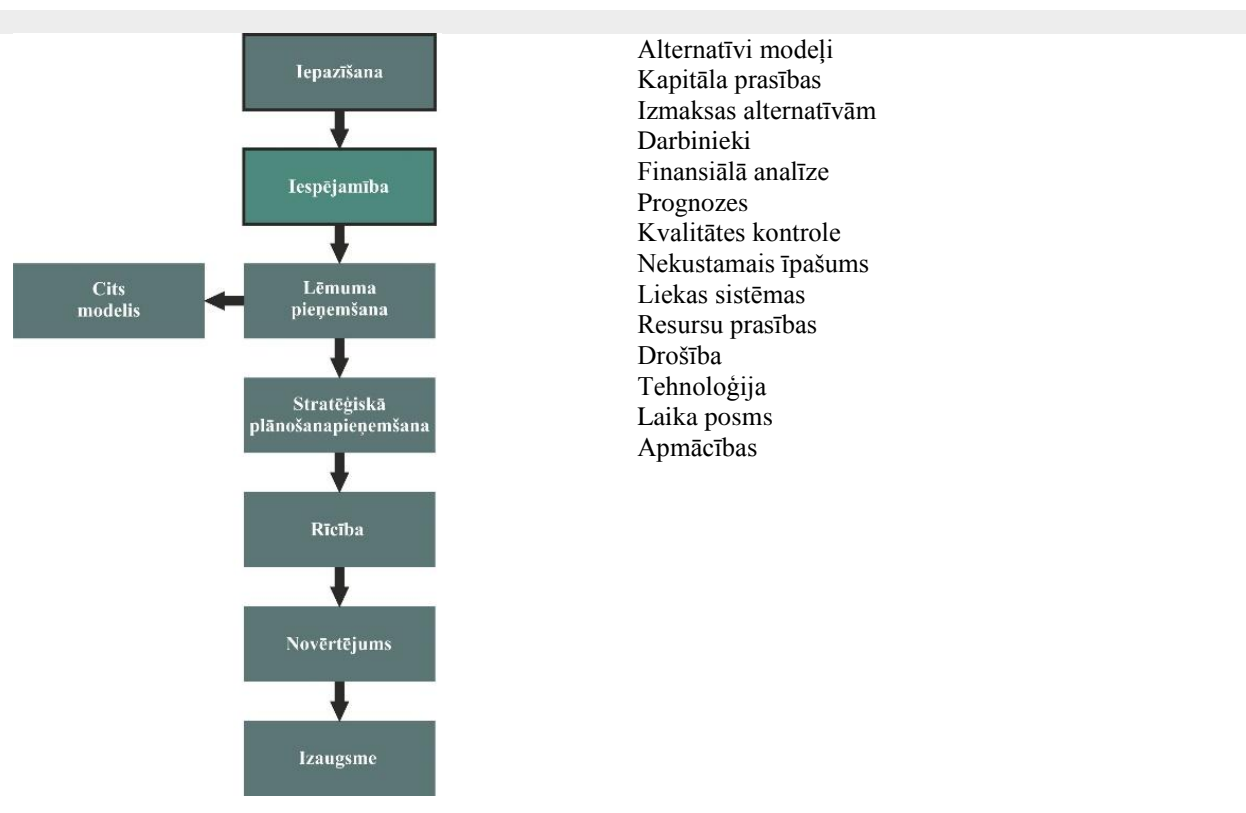 Iepazīšana
Iespējamība
Cits
modelis
Lēmuma
pieņemšana
Stratēģiskā
plānošanapieņemšana
Rīcība
Novērtējums
Izaugsme
Alternatīvi modeļi
Kapitāla prasības
Izmaksas alternatīvām
Darbinieki
Finansiālā analīze
Prognozes
Kvalitātes kontrole
Nekustamais īpašums
Liekas sistēmas
Resursu prasības
Drošība
Tehnoloģija
Laika posms
Apmācības